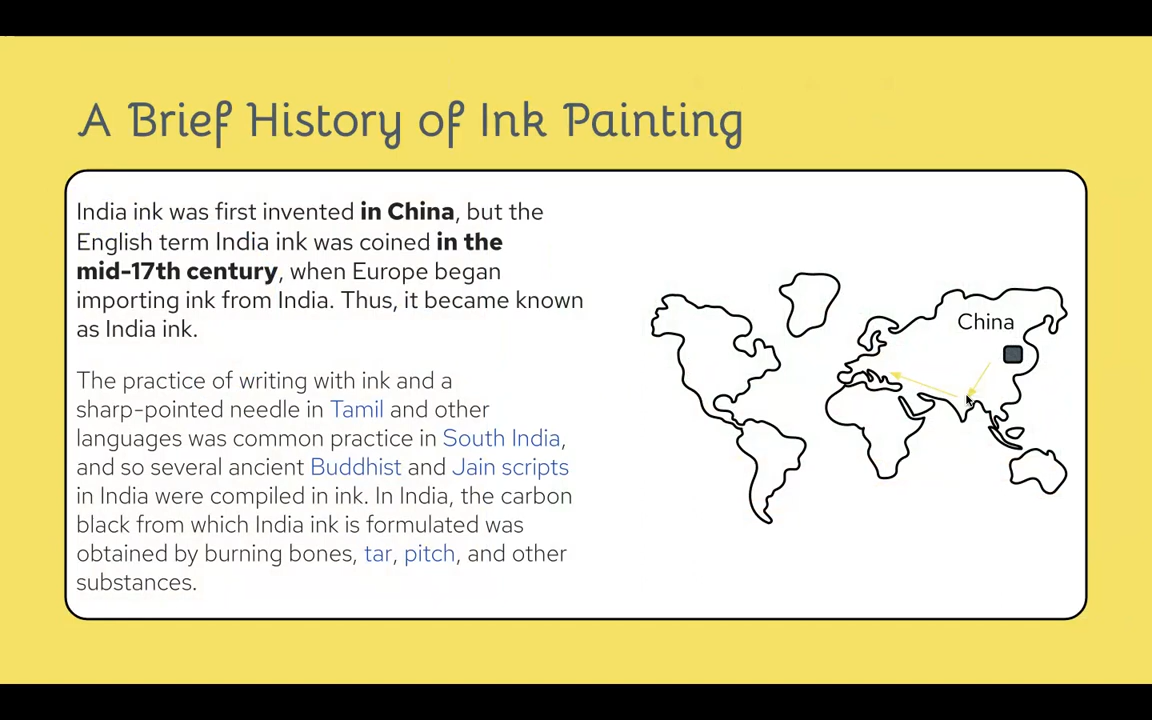 A Brief History of Ink Painting
India ink was first invented in China, but the
English term India ink was coined in the
mid-17th century, when Europe began
importing ink from India. Thus, it became known
as India ink.
The practice of writing with ink and a
sharp-pointed needle in Tamil and other
languages was common practice in South India,
and so several ancient Buddhist and Jain scripts
in India were compiled in ink. In India, the carbon
black from which India ink is formulated was
obtained by burning bones, tar, pitch, and other
substances.
China